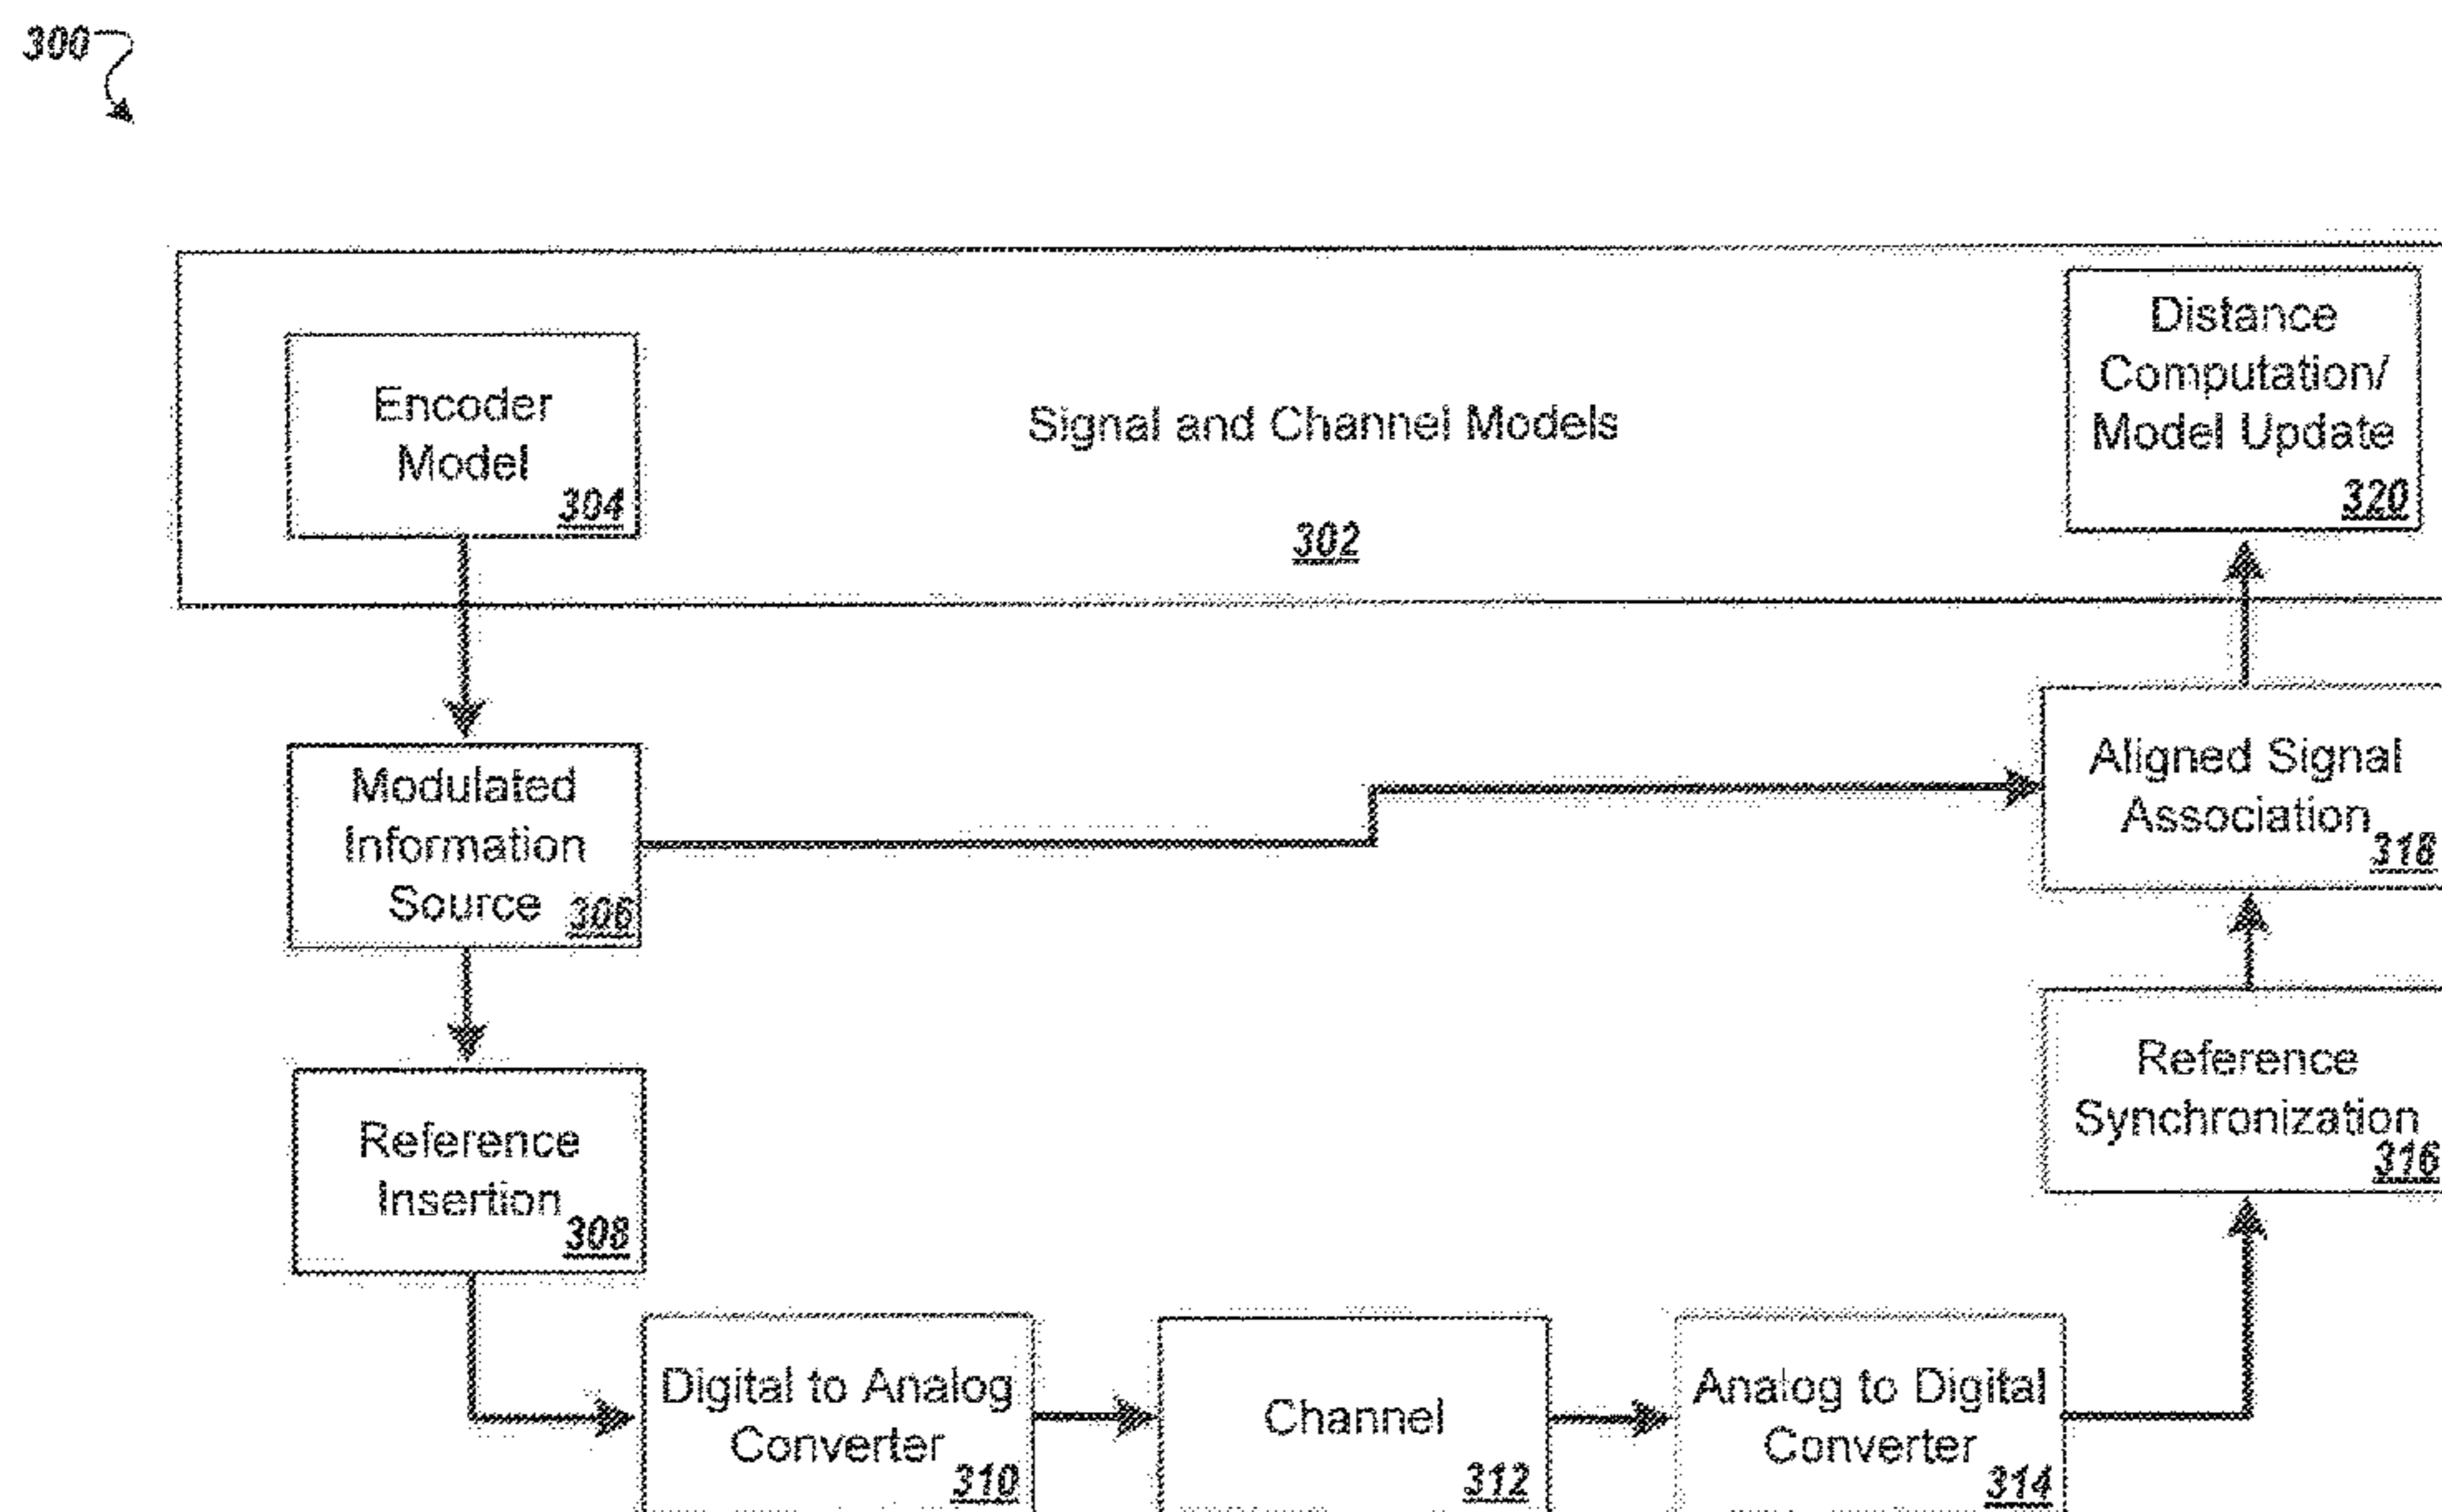 300
Encoder
Model
304
Signal and Channel Models
302
Distance
Computation/
Model Update
320
Modulated
Information
Source
306
Aligned Signal
Association
318
Reference
Insertion
308
Reference
Synchronization
316
Digital to Analog
Converter
310
Channel
312
Analog to Digital
Converter
314